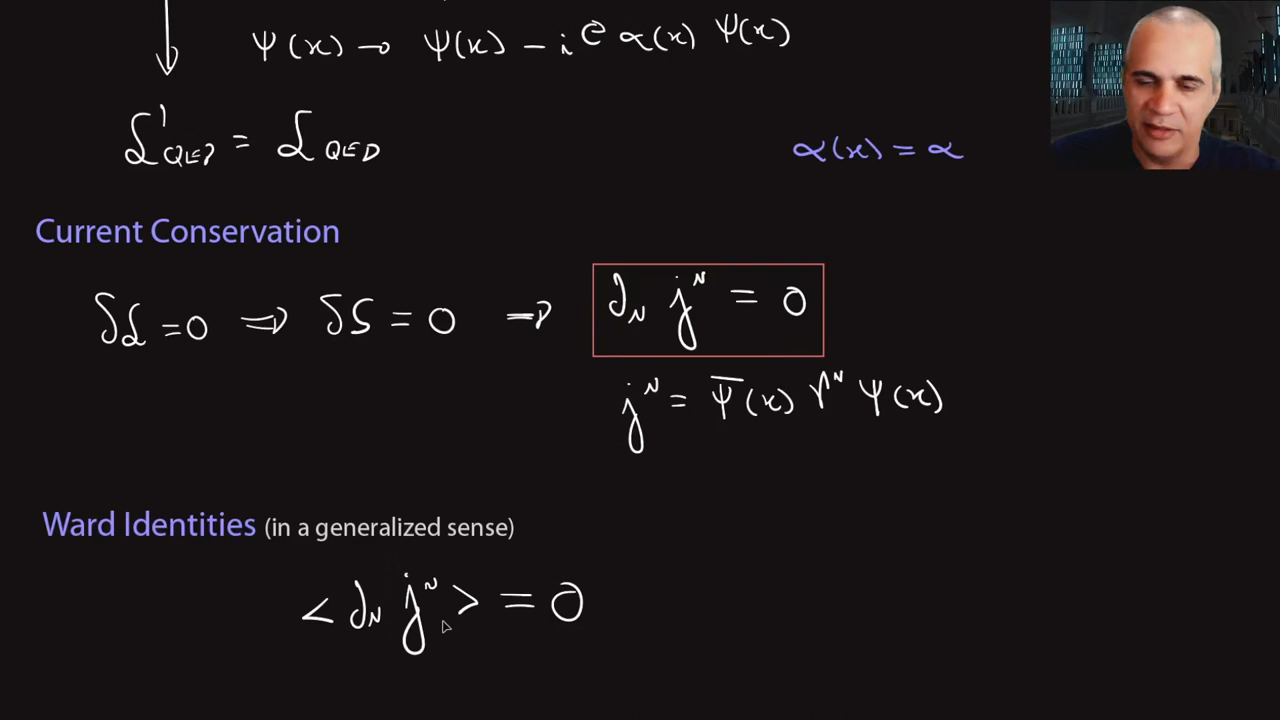 Ψ(x) → Ψ(x) - i e α(x) Ψ(x)
ℒ'QED = ℒQED
α(x) = α
Current Conservation
δℒ = 0 ⇒ δS = 0 ⇒ ∂μ j^μ = 0
j^μ = Ψ̄(x) γ^μ Ψ(x)
Ward Identities (in a generalized sense)
< ∂μ j^μ > = 0